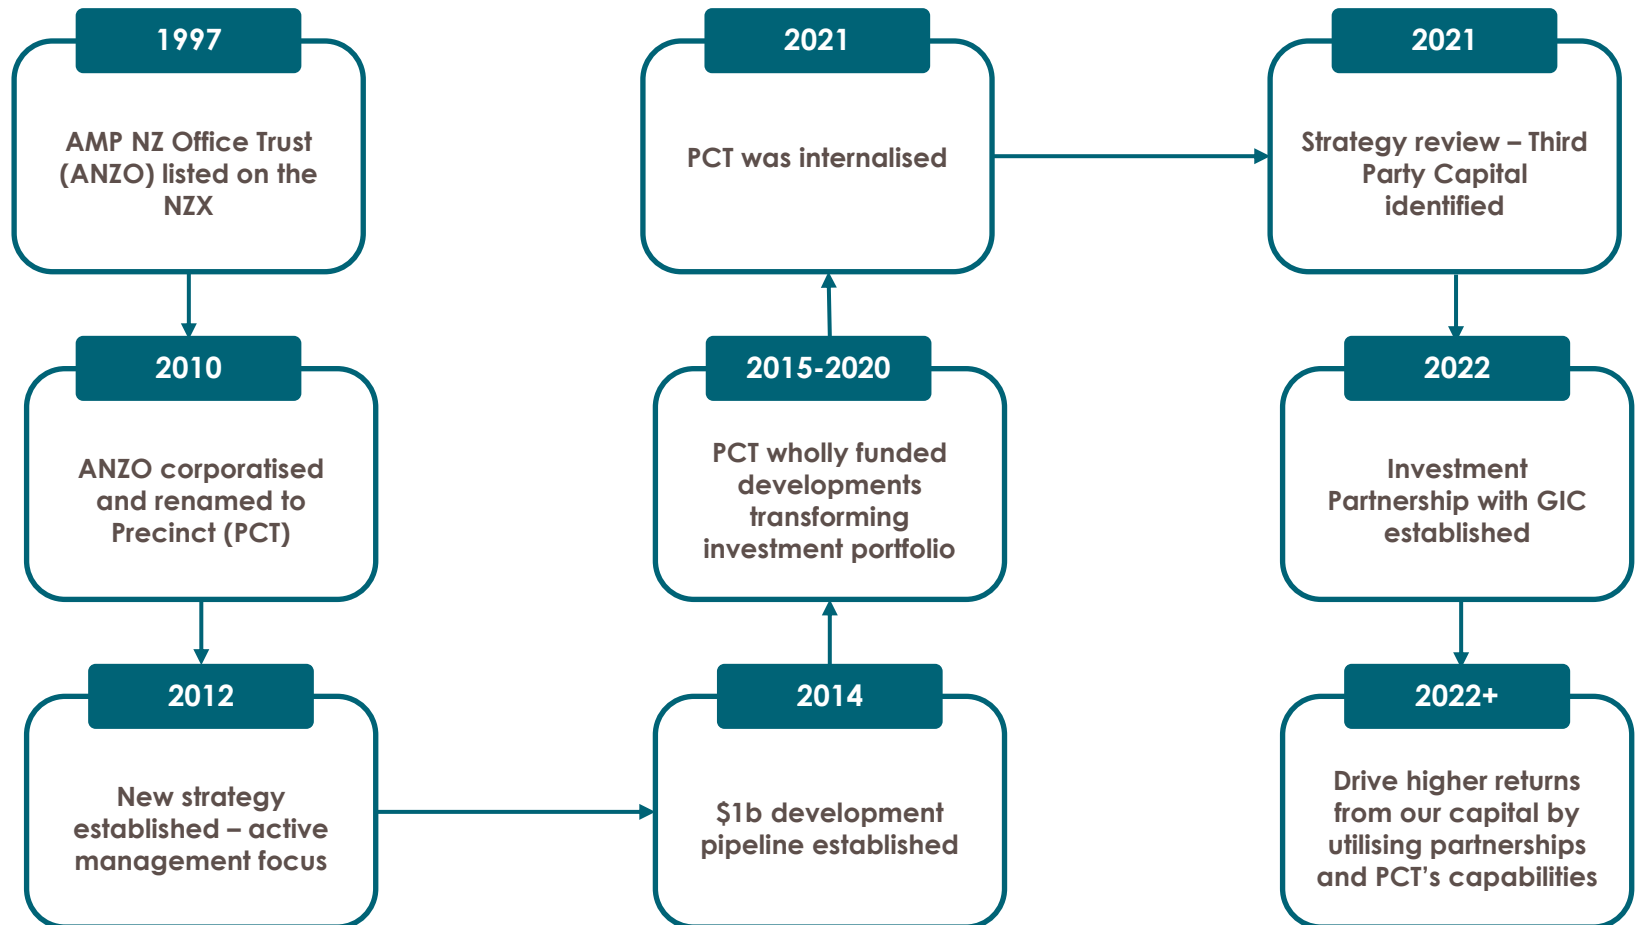 1997
AMP NZ Office Trust
(ANZO) listed on the
NZX
2010
ANZO corporatised
and renamed to
Precinct (PCT)
2012
New strategy
established – active
management focus
2014
$1b development
pipeline established
2015-2020
PCT wholly funded
developments
transforming
investment portfolio
2021
PCT was internalised
2021
Strategy review – Third
Party Capital
identified
2022
Investment
Partnership with GIC
established
2022+
Drive higher returns
from our capital by
utilising partnerships
and PCT's capabilities